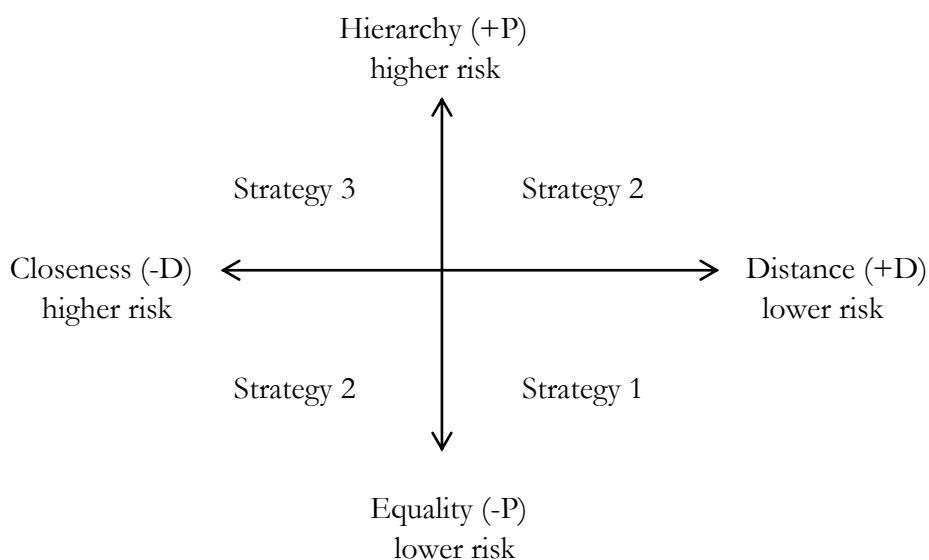 Hierarchy (+P)
higher risk
Strategy 3
Strategy 2
Closeness (-D)
higher risk
Distance (+D)
lower risk
Strategy 2
Strategy 1
Equality (-P)
lower risk